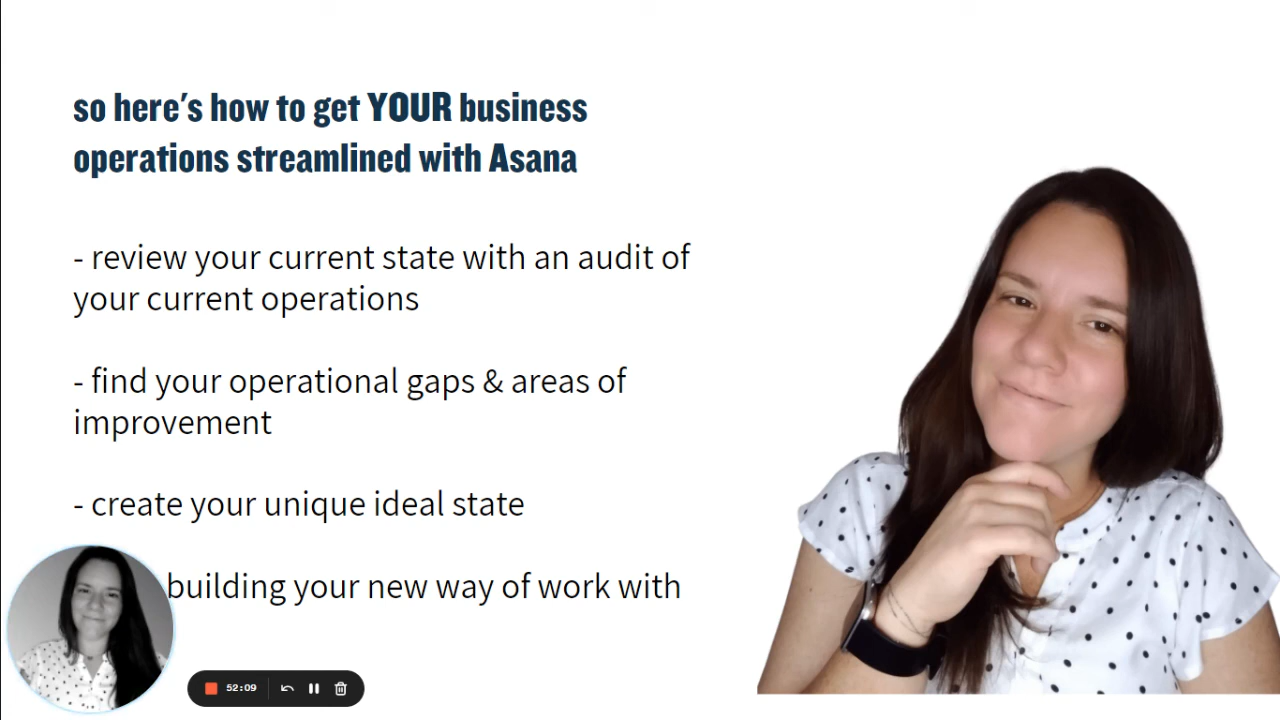 so here's how to get YOUR business
operations streamlined with Asana
- review your current state with an audit of
your current operations
- find your operational gaps & areas of
improvement
- create your unique ideal state
building your new way of work with
52:09